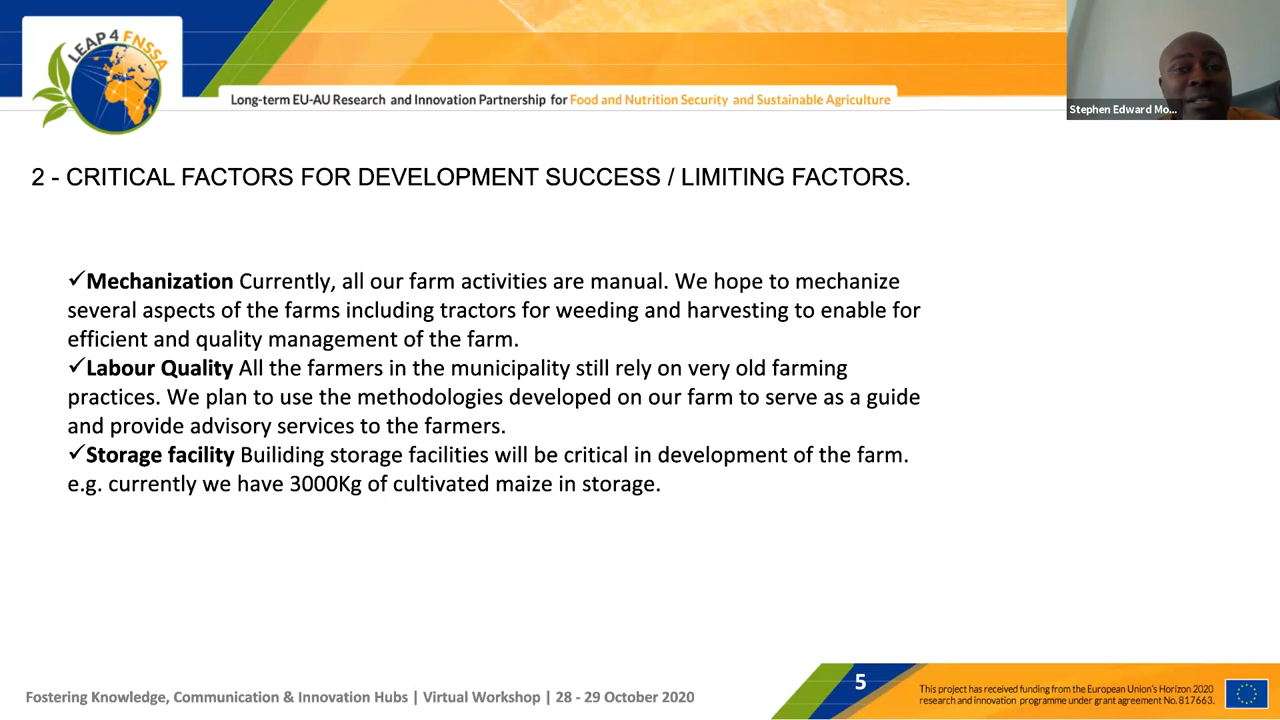 LEAP 4 FNSSA
Long-term EU-AU Research and Innovation Partnership for Food and Nutrition Security and Sustainable Agriculture
Stephen Edward Mo...
2 - CRITICAL FACTORS FOR DEVELOPMENT SUCCESS / LIMITING FACTORS.
✓Mechanization Currently, all our farm activities are manual. We hope to mechanize
several aspects of the farms including tractors for weeding and harvesting to enable for
efficient and quality management of the farm.
✓Labour Quality All the farmers in the municipality still rely on very old farming
practices. We plan to use the methodologies developed on our farm to serve as a guide
and provide advisory services to the farmers.
✓Storage facility Builiding storage facilities will be critical in development of the farm.
e.g. currently we have 3000Kg of cultivated maize in storage.
Fostering Knowledge, Communication & Innovation Hubs | Virtual Workshop | 28 - 29 October 2020
5
This project has received funding from the European Union's Horizon 2020
research and innovation programme under grant agreement No. 817663.